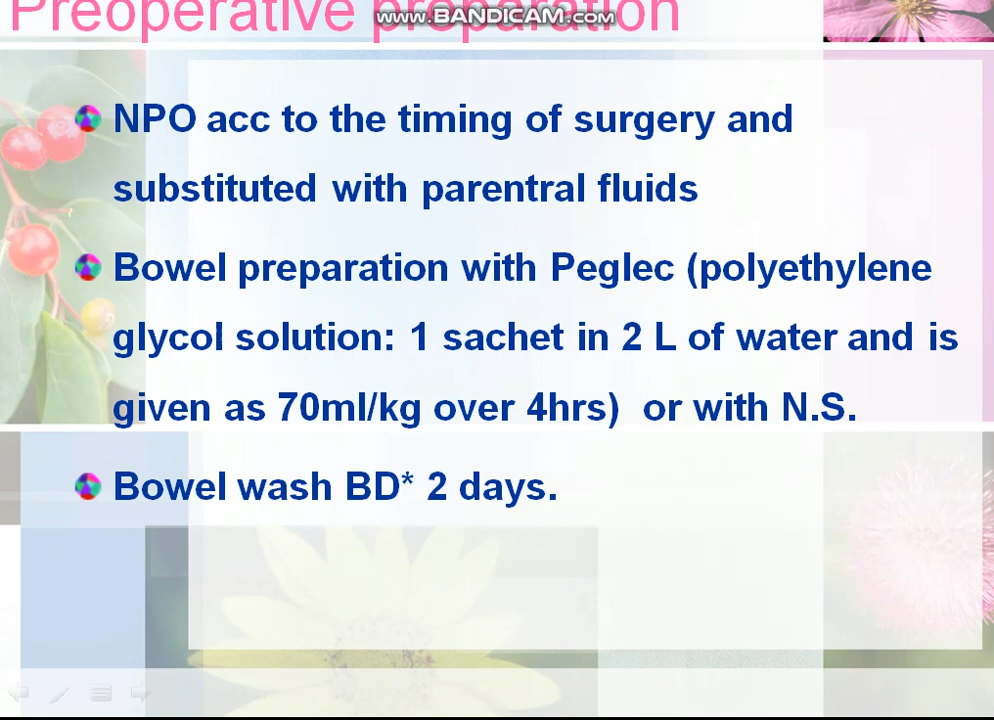 Preoperative preparation
www.BANDICAM.com
NPO acc to the timing of surgery and
substituted with parentral fluids
Bowel preparation with Peglec (polyethylene
glycol solution: 1 sachet in 2 L of water and is
given as 70ml/kg over 4hrs) or with N.S.
Bowel wash BD* 2 days.